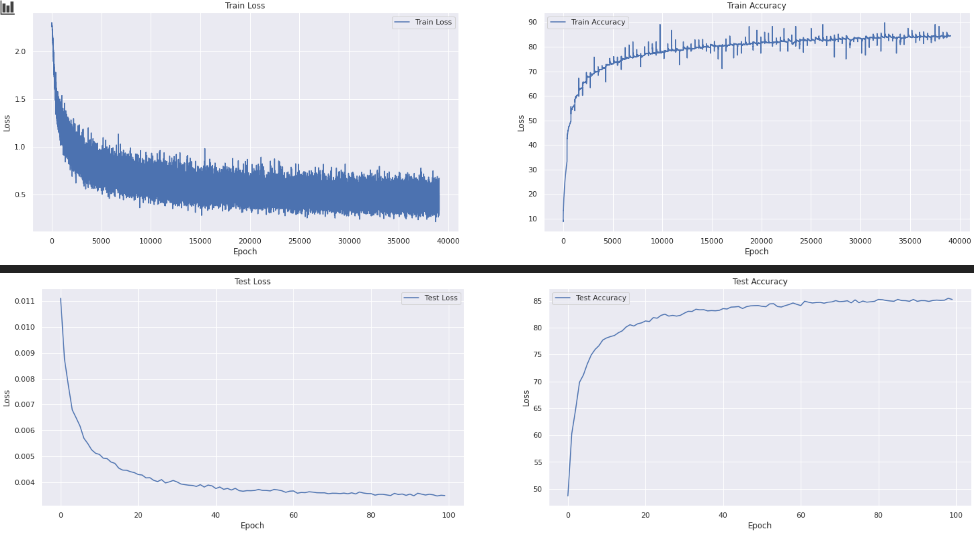 Train Loss
Train Loss
2.0
1.5
1.0
0.5
Loss
0 5000 10000 15000 20000 25000 30000 35000 40000
Epoch
Train Accuracy
Train Accuracy
90
80
70
60
50
40
30
20
10
Loss
0 5000 10000 15000 20000 25000 30000 35000 40000
Epoch
Test Loss
Test Loss
0.011
0.010
0.009
0.008
0.007
0.006
0.005
0.004
Loss
0 20 40 60 80 100
Epoch
Test Accuracy
Test Accuracy
85
80
75
70
65
60
55
50
Loss
0 20 40 60 80 100
Epoch